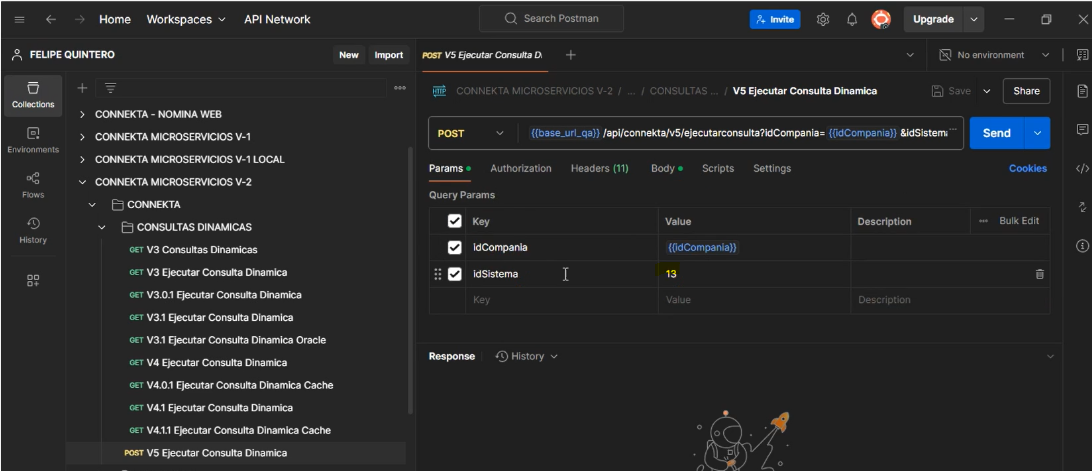 Home Workspaces API Network Search Postman Invite Upgrade
FELIPE QUINTERO New Import
POST V5 Ejecutar Consulta Di
No environment
Collections
Environments
Flows
History
CONNEKTA - NOMINA WEB
CONNEKTA MICROSERVICIOS V-1
CONNEKTA MICROSERVICIOS V-1 LOCAL
CONNEKTA MICROSERVICIOS V-2
CONNEKTA
CONSULTAS DINAMICAS
GET V3 Consultas Dinamicas
GET V3 Ejecutar Consulta Dinamica
GET V3.0.1 Ejecutar Consulta Dinamica
GET V3.1 Ejecutar Consulta Dinamica
GET V3.1 Ejecutar Consulta Dinamica Oracle
GET V4 Ejecutar Consulta Dinamica
GET V4.0.1 Ejecutar Consulta Dinamica Cache
GET V4.1 Ejecutar Consulta Dinamica
GET V4.1.1 Ejecutar Consulta Dinamica Cache
POST V5 Ejecutar Consulta Dinamica
HTTP CONNEKTA MICROSERVICIOS V-2 / ... / CONSULTAS ... / V5 Ejecutar Consulta Dinamica Save Share
POST {{base_url_qa}} /api/connekta/v5/ejecutarconsulta?idCompania= {{idCompania}} &idSistema ... Send
Params Authorization Headers (11) Body Scripts Settings Cookies
Query Params
Key Value Description ... Bulk Edit
idCompania {{idCompania}}
idSistema 13
Key Value Description
Response History